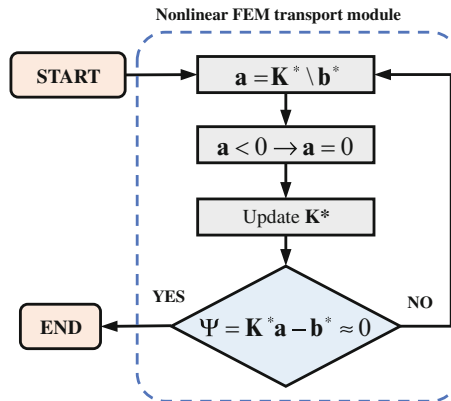 Nonlinear FEM transport module
START
a = K* \ b*
a < 0 → a = 0
Update K*
YES
NO
END
Ψ = K*a − b* ≈ 0